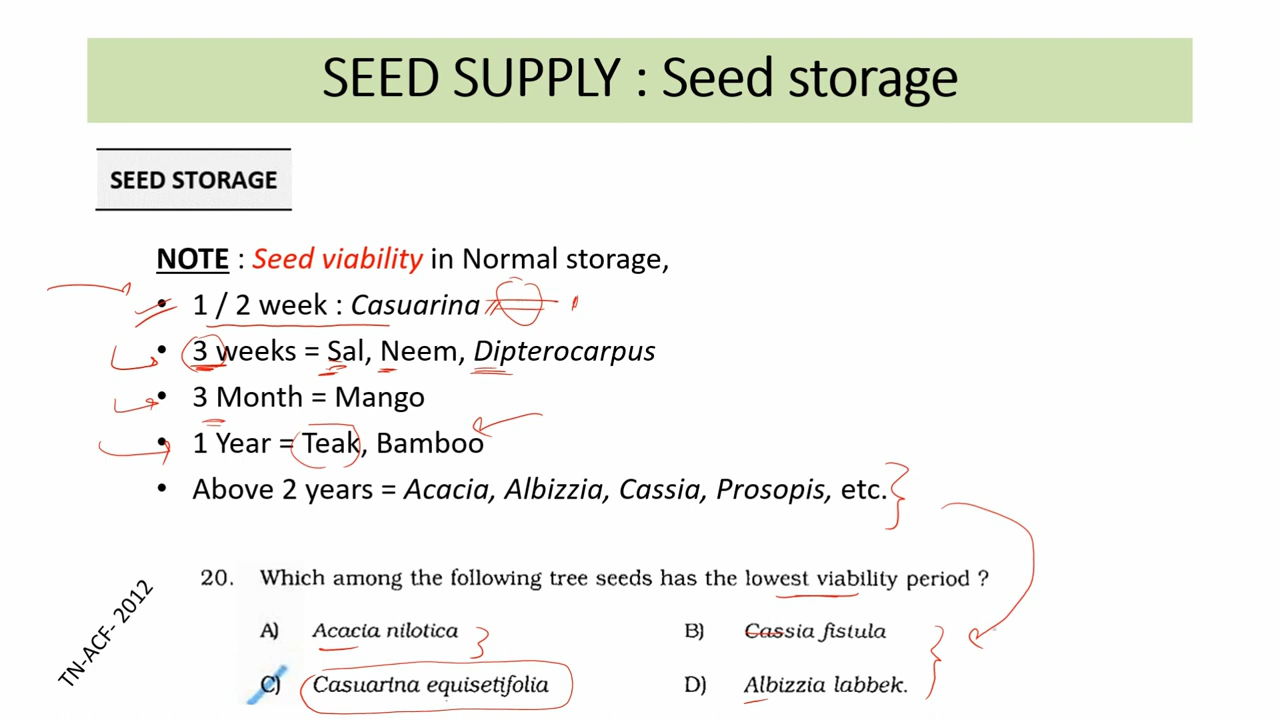 SEED SUPPLY : Seed storage
SEED STORAGE
NOTE : Seed viability in Normal storage,
• 1 / 2 week : Casuarina
• 3 weeks = Sal, Neem, Dipterocarpus
• 3 Month = Mango
• 1 Year = Teak, Bamboo
• Above 2 years = Acacia, Albizzia, Cassia, Prosopis, etc.
TN-ACF- 2012
20. Which among the following tree seeds has the lowest viability period ?
A) Acacia nilotica B) Cassia fistula
C) Casuarina equisetifolia D) Albizzia labbek.